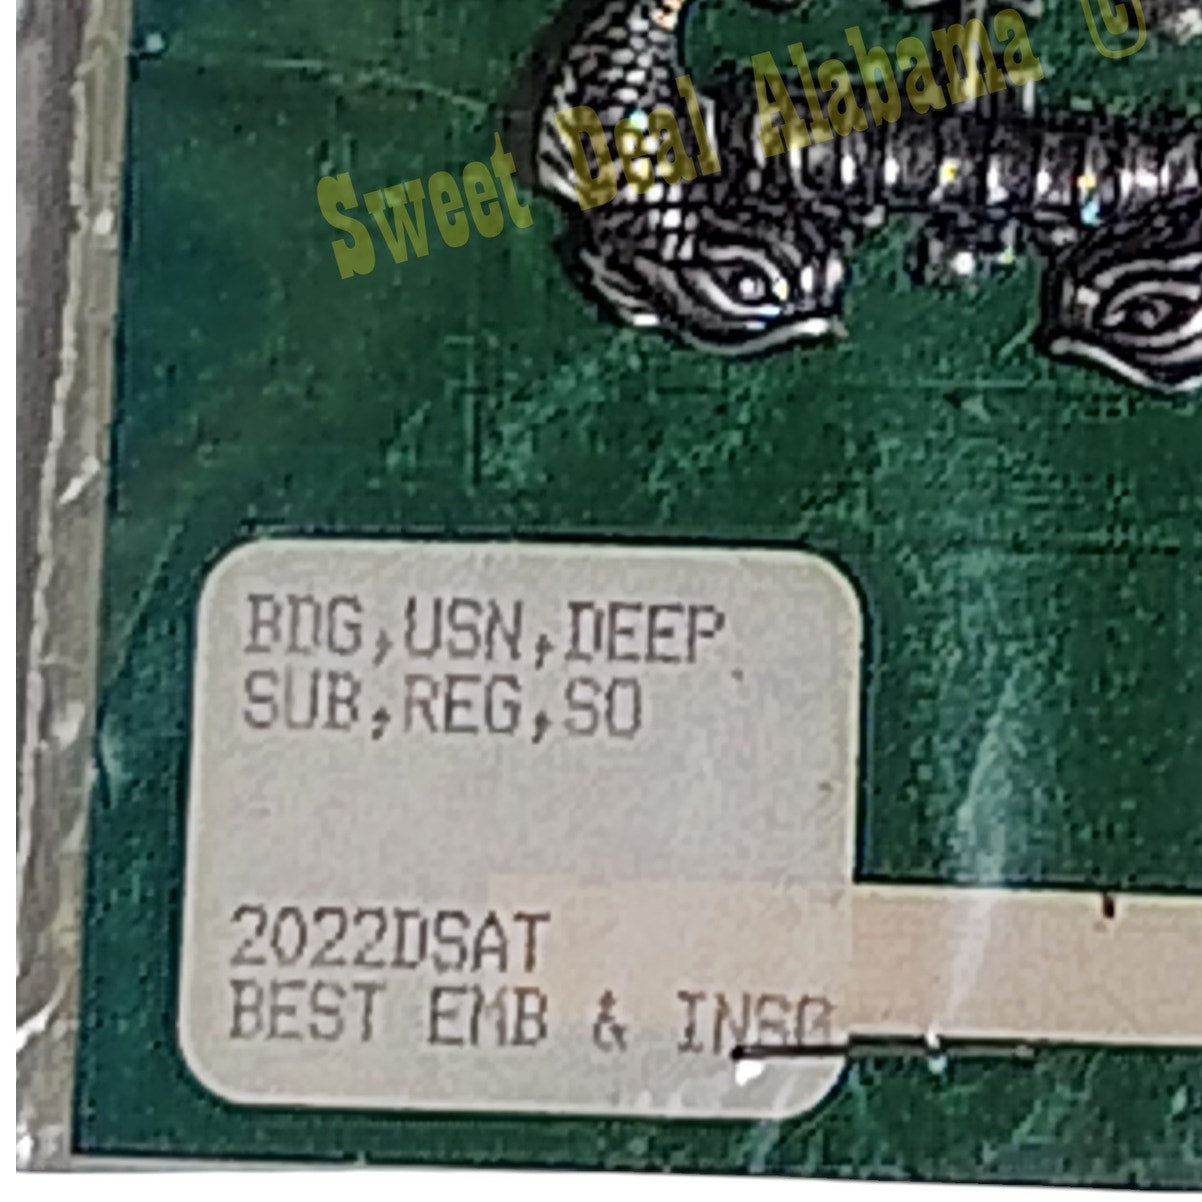 Sweet Deal Alabama ©
BDG,USN,DEEP
SUB,REG,SO
2022DSAT
BEST EMB & INSG